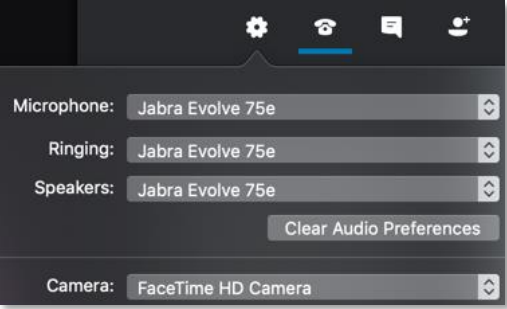 Microphone: Jabra Evolve 75e
Ringing: Jabra Evolve 75e
Speakers: Jabra Evolve 75e
Clear Audio Preferences
Camera: FaceTime HD Camera